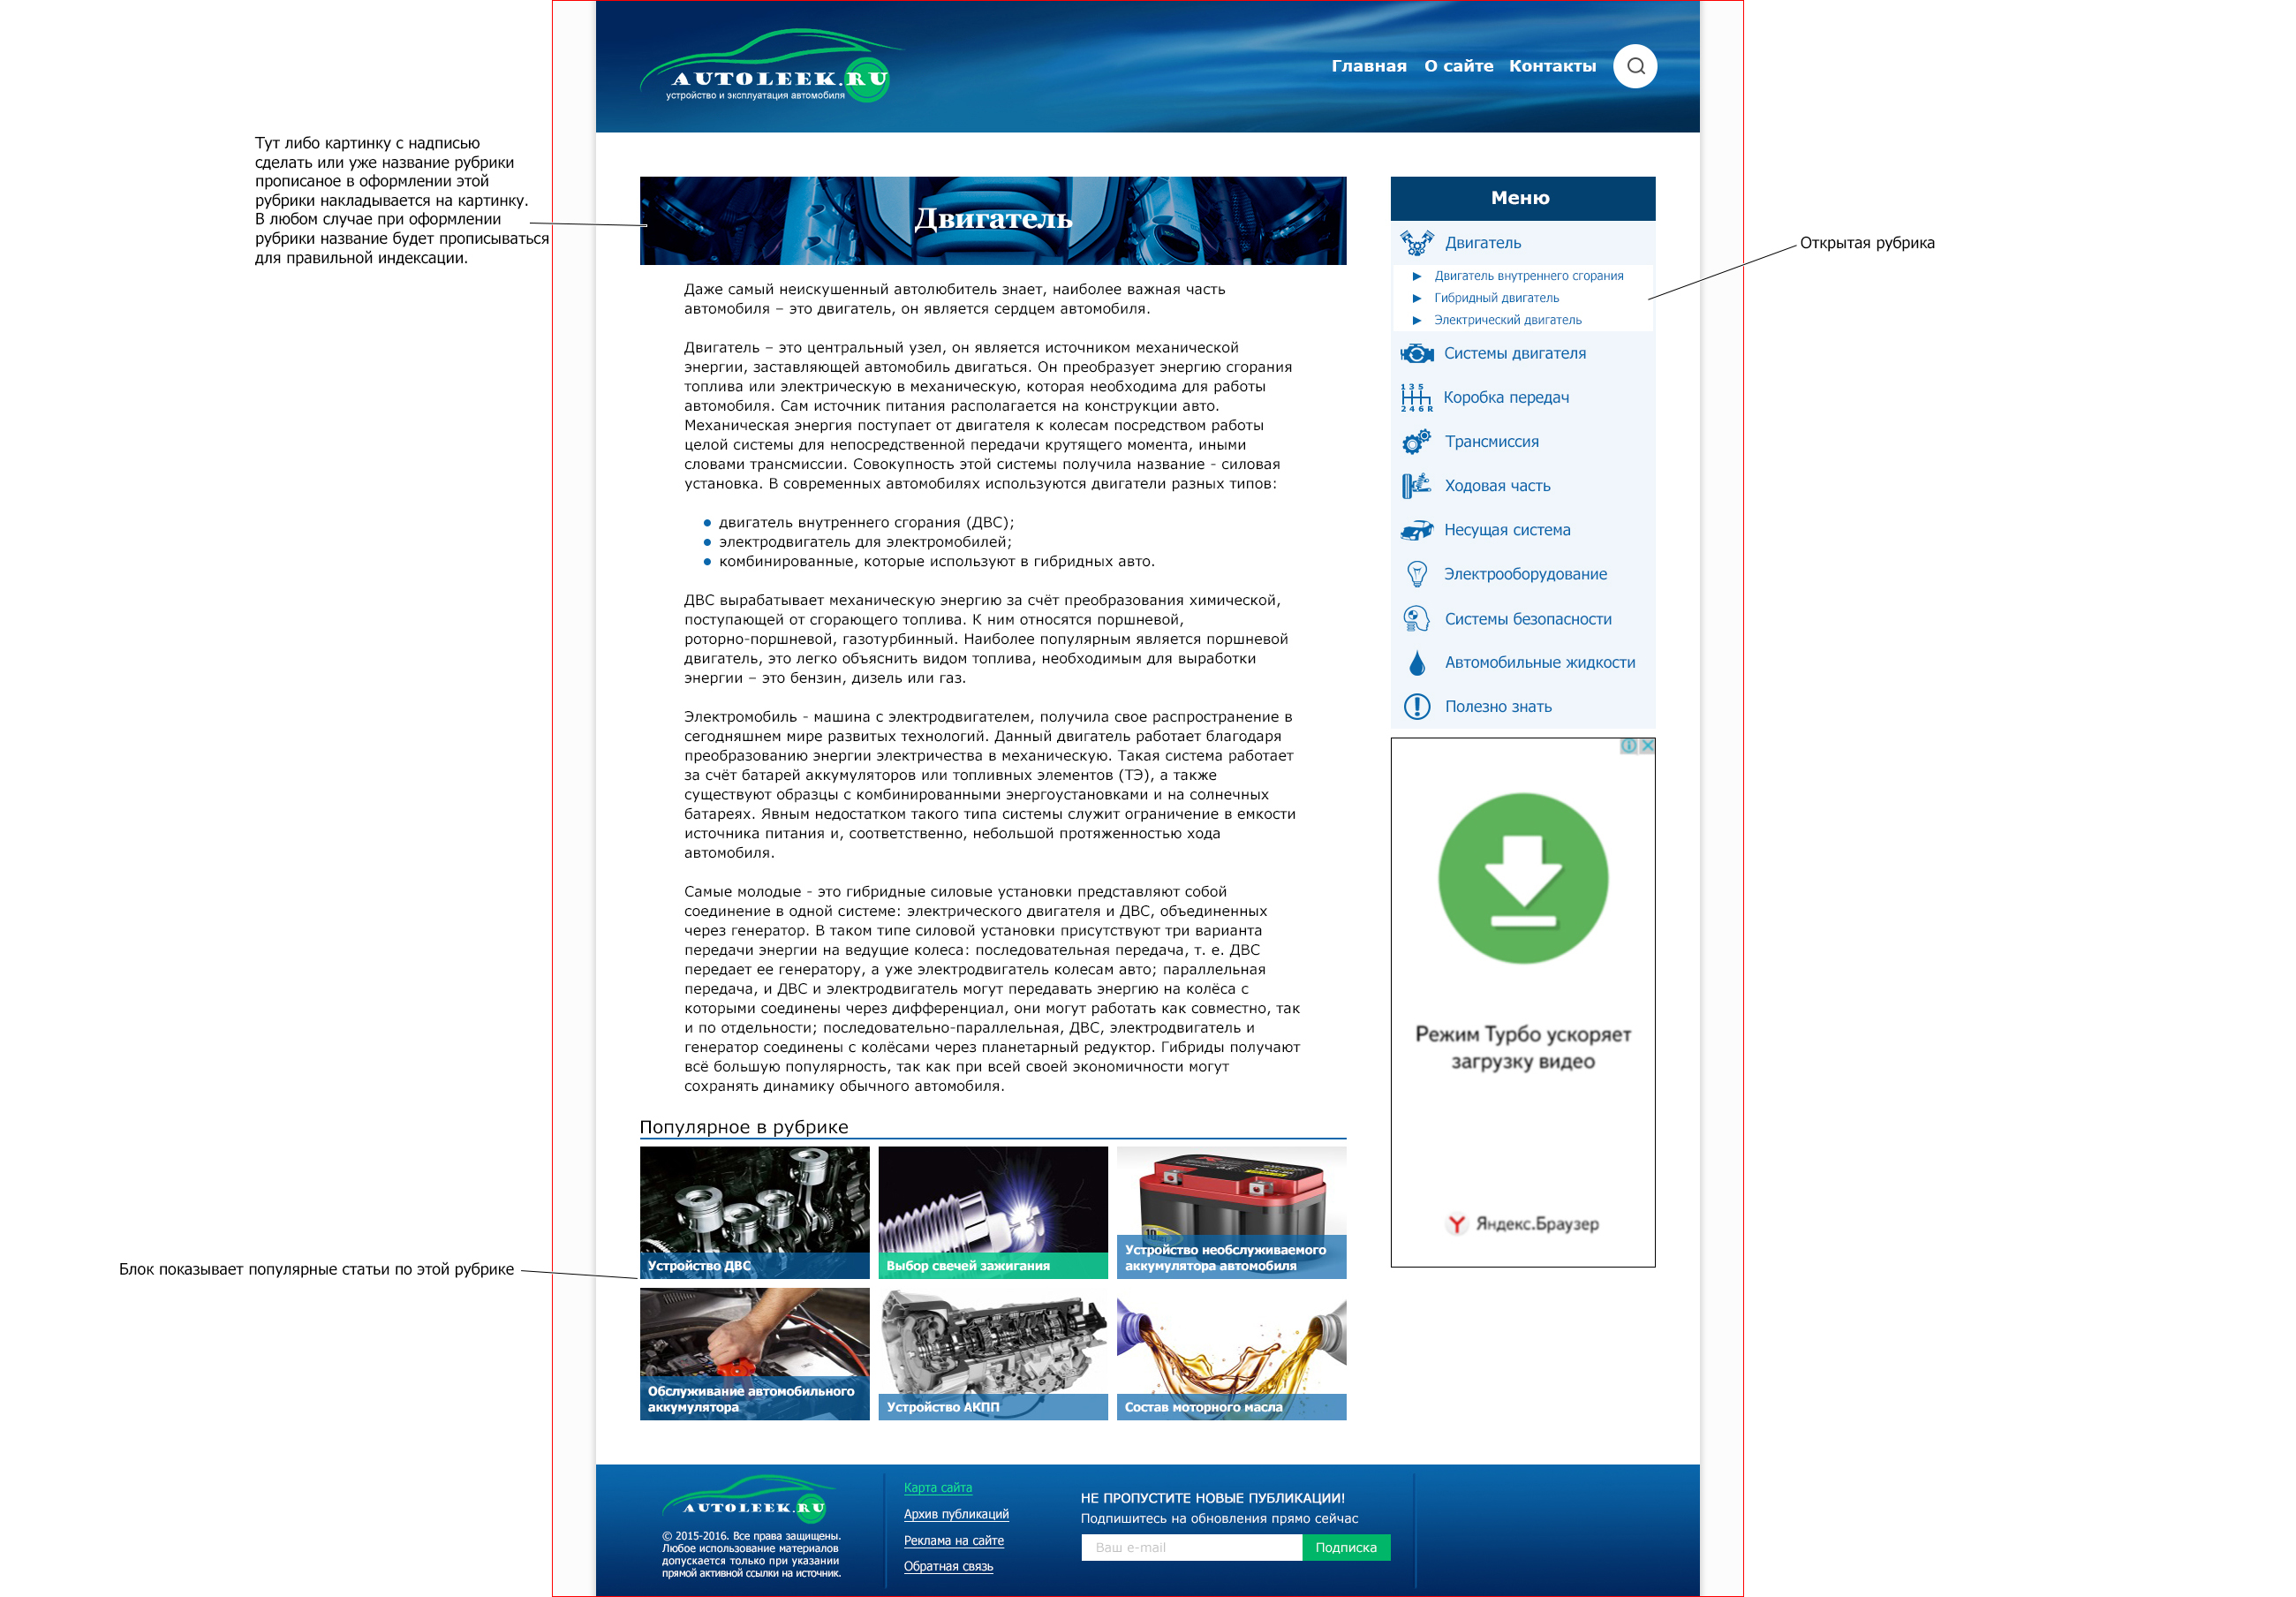 AUTOLEEK.RU
устройство и эксплуатация автомобиля
Главная О сайте Контакты
Тут либо картинку с надписью
сделать или уже название рубрики
прописаное в оформлении этой
рубрики накладывается на картинку.
В любом случае при оформлении
рубрики название будет прописываться
для правильной индексации.
Двигатель
Даже самый неискушенный автолюбитель знает, наиболее важная часть
автомобиля – это двигатель, он является сердцем автомобиля.
Двигатель – это центральный узел, он является источником механической
энергии, заставляющей автомобиль двигаться. Он преобразует энергию сгорания
топлива или электрическую в механическую, которая необходима для работы
автомобиля. Сам источник питания располагается на конструкции авто.
Механическая энергия поступает от двигателя к колесам посредством работы
целой системы для непосредственной передачи крутящего момента, иными
словами трансмиссии. Совокупность этой системы получила название - силовая
установка. В современных автомобилях используются двигатели разных типов:
двигатель внутреннего сгорания (ДВС);
электродвигатель для электромобилей;
комбинированные, которые используют в гибридных авто.
ДВС вырабатывает механическую энергию за счёт преобразования химической,
поступающей от сгорающего топлива. К ним относятся поршневой,
роторно-поршневой, газотурбинный. Наиболее популярным является поршневой
двигатель, это легко объяснить видом топлива, необходимым для выработки
энергии – это бензин, дизель или газ.
Электромобиль - машина с электродвигателем, получила свое распространение в
сегодняшнем мире развитых технологий. Данный двигатель работает благодаря
преобразованию энергии электричества в механическую. Такая система работает
за счёт батарей аккумуляторов или топливных элементов (ТЭ), а также
существуют образцы с комбинированными энергоустановками и на солнечных
батареях. Явным недостатком такого типа системы служит ограничение в емкости
источника питания и, соответственно, небольшой протяженностью хода
автомобиля.
Самые молодые - это гибридные силовые установки представляют собой
соединение в одной системе: электрического двигателя и ДВС, объединенных
через генератор. В таком типе силовой установки присутствуют три варианта
передачи энергии на ведущие колеса: последовательная передача, т. е. ДВС
передает ее генератору, а уже электродвигатель колесам авто; параллельная
передача, и ДВС и электродвигатель могут передавать энергию на колёса с
которыми соединены через дифференциал, они могут работать как совместно, так
и по отдельности; последовательно-параллельная, ДВС, электродвигатель и
генератор соединены с колёсами через планетарный редуктор. Гибриды получают
всё большую популярность, так как при всей своей экономичности могут
сохранять динамику обычного автомобиля.
Меню
Двигатель
Двигатель внутреннего сгорания
Гибридный двигатель
Электрический двигатель
Системы двигателя
1 3 5
2 4 6 R
Коробка передач
Трансмиссия
Ходовая часть
Несущая система
Электрооборудование
Системы безопасности
Автомобильные жидкости
Полезно знать
Открытая рубрика
Режим Турбо ускоряет
загрузку видео
Яндекс.Браузер
Популярное в рубрике
Устройство ДВС
Выбор свечей зажигания
Устройство необслуживаемого
аккумулятора автомобиля
Блок показывает популярные статьи по этой рубрике
Обслуживание автомобильного
аккумулятора
Устройство АКПП
Состав моторного масла
AUTOLEEK.RU
© 2015-2016. Все права защищены.
Любое использование материалов
допускается только при указании
прямой активной ссылки на источник.
Карта сайта
Архив публикаций
Реклама на сайте
Обратная связь
НЕ ПРОПУСТИТЕ НОВЫЕ ПУБЛИКАЦИИ!
Подпишитесь на обновления прямо сейчас
Ваш e-mail
Подписка